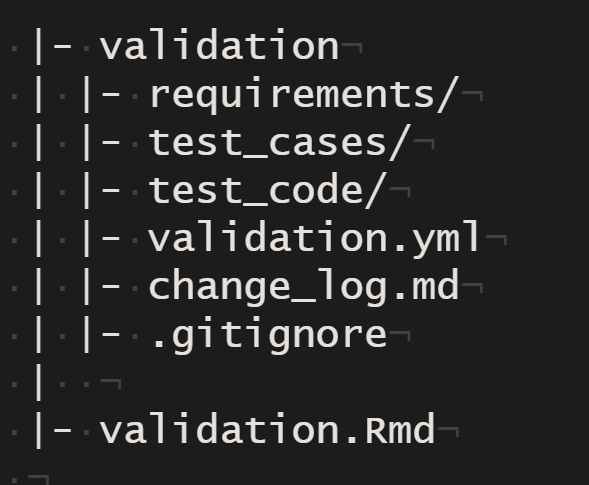 |- validation
 | |- requirements/
 | |- test_cases/
 | |- test_code/
 | |- validation.yml
 | |- change_log.md
 | |- .gitignore
 |
 |- validation.Rmd